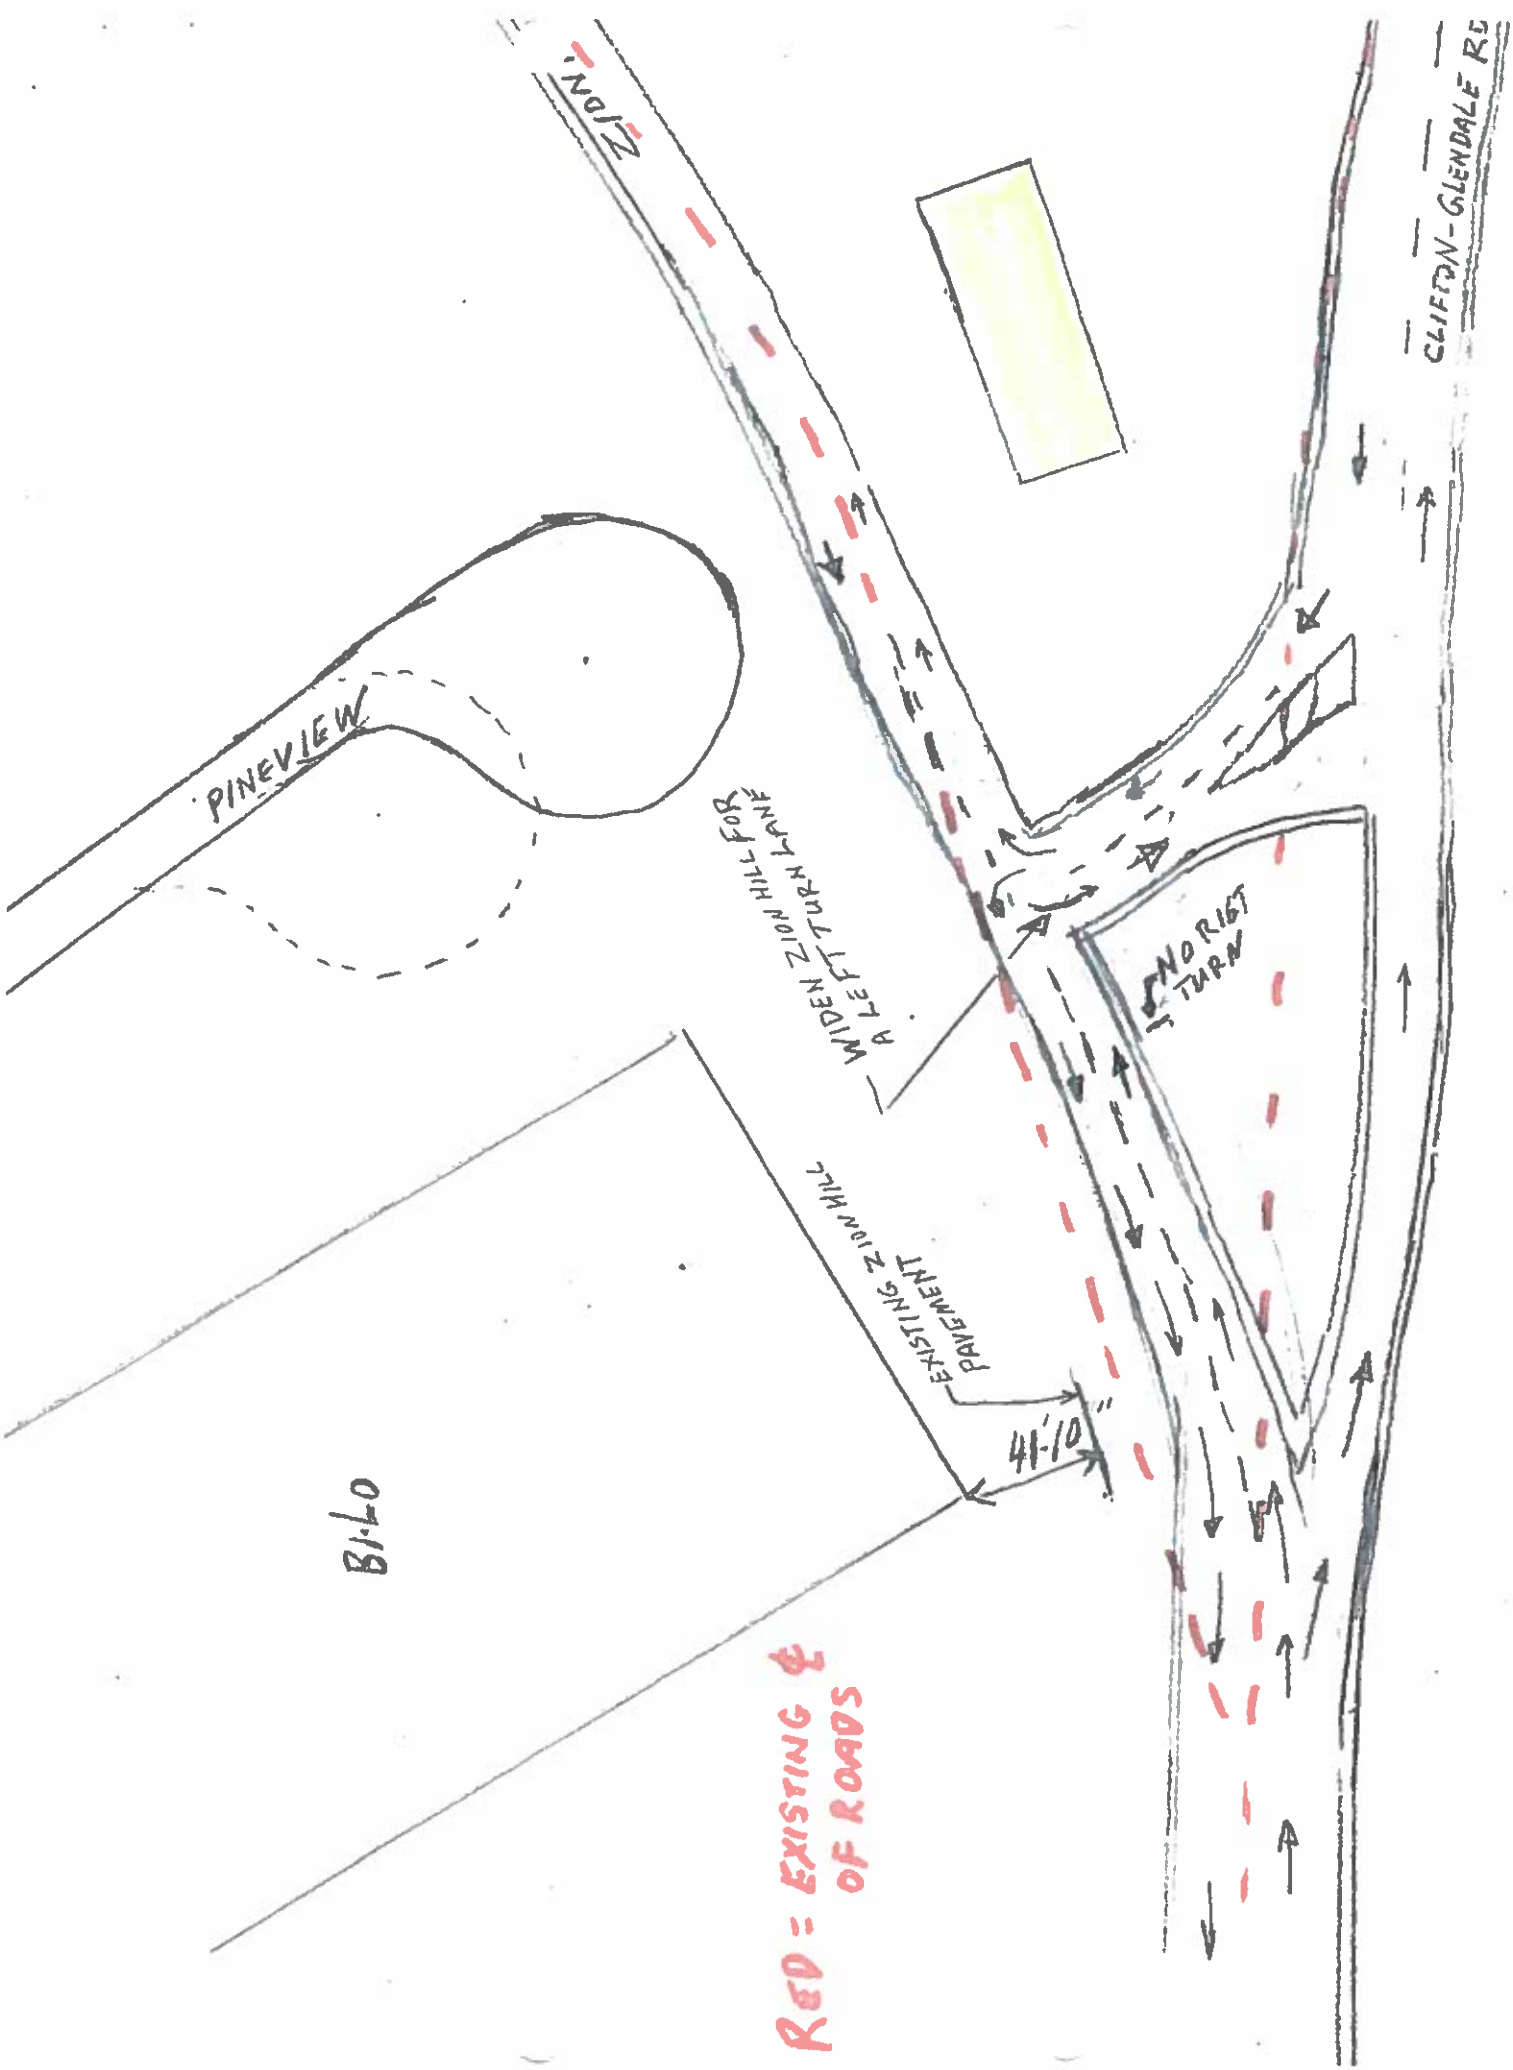 ZION
PINEVIEW
CLIFTON-GLENDALE RD
WIDEN ZION HILL FOR
A LEFT TURN LANE
NO RIGT
TURN
EXISTING ZION HILL
PAVEMENT
41'-10"
BI-LO
RED = EXISTING ℄
OF ROADS